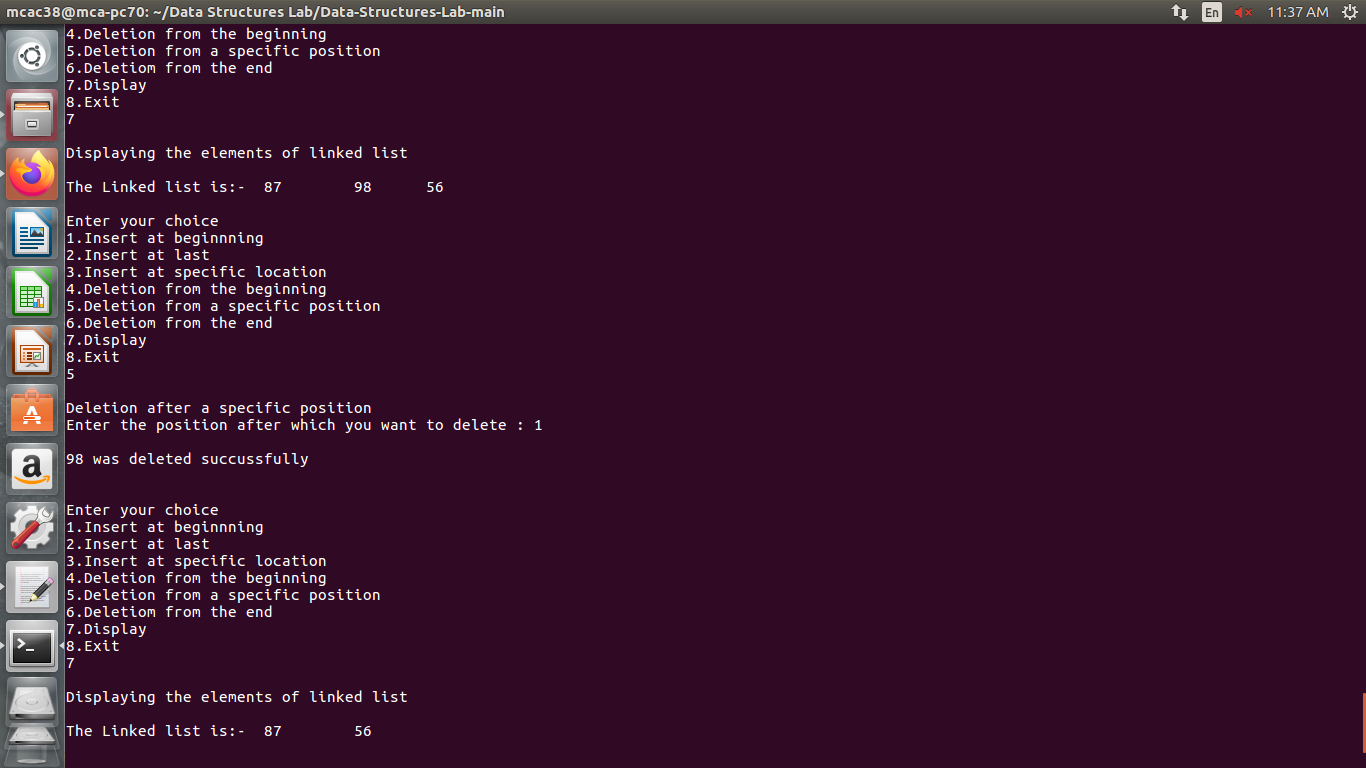 mcac38@mca-pc70: ~/Data Structures Lab/Data-Structures-Lab-main
En
11:37 AM
4.Deletion from the beginning
5.Deletion from a specific position
6.Deletiom from the end
7.Display
8.Exit
7
Displaying the elements of linked list
The Linked list is:-  87        98      56
Enter your choice
1.Insert at beginnning
2.Insert at last
3.Insert at specific location
4.Deletion from the beginning
5.Deletion from a specific position
6.Deletiom from the end
7.Display
8.Exit
5
Deletion after a specific position
Enter the position after which you want to delete : 1
98 was deleted succussfully
Enter your choice
1.Insert at beginnning
2.Insert at last
3.Insert at specific location
4.Deletion from the beginning
5.Deletion from a specific position
6.Deletiom from the end
7.Display
8.Exit
7
Displaying the elements of linked list
The Linked list is:-  87        56